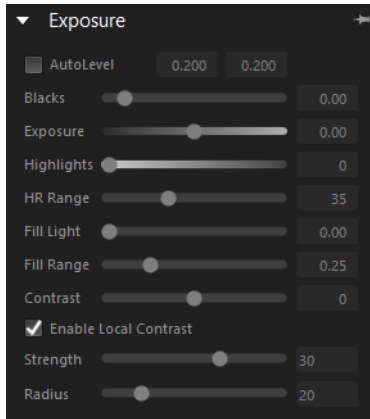 Exposure
AutoLevel 0.200 0.200
Blacks 0.00
Exposure 0.00
Highlights 0
HR Range 35
Fill Light 0.00
Fill Range 0.25
Contrast 0
Enable Local Contrast
Strength 30
Radius 20